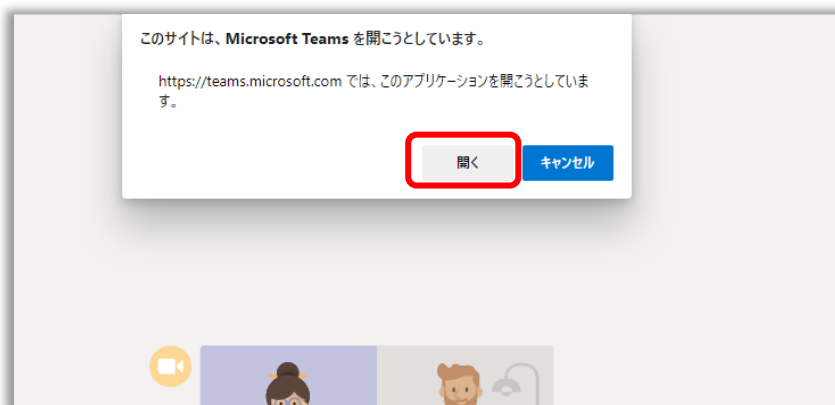 このサイトは、Microsoft Teams を開こうとしています。
https://teams.microsoft.com では、このアプリケーションを開こうとしていま
す。
開く
キャンセル